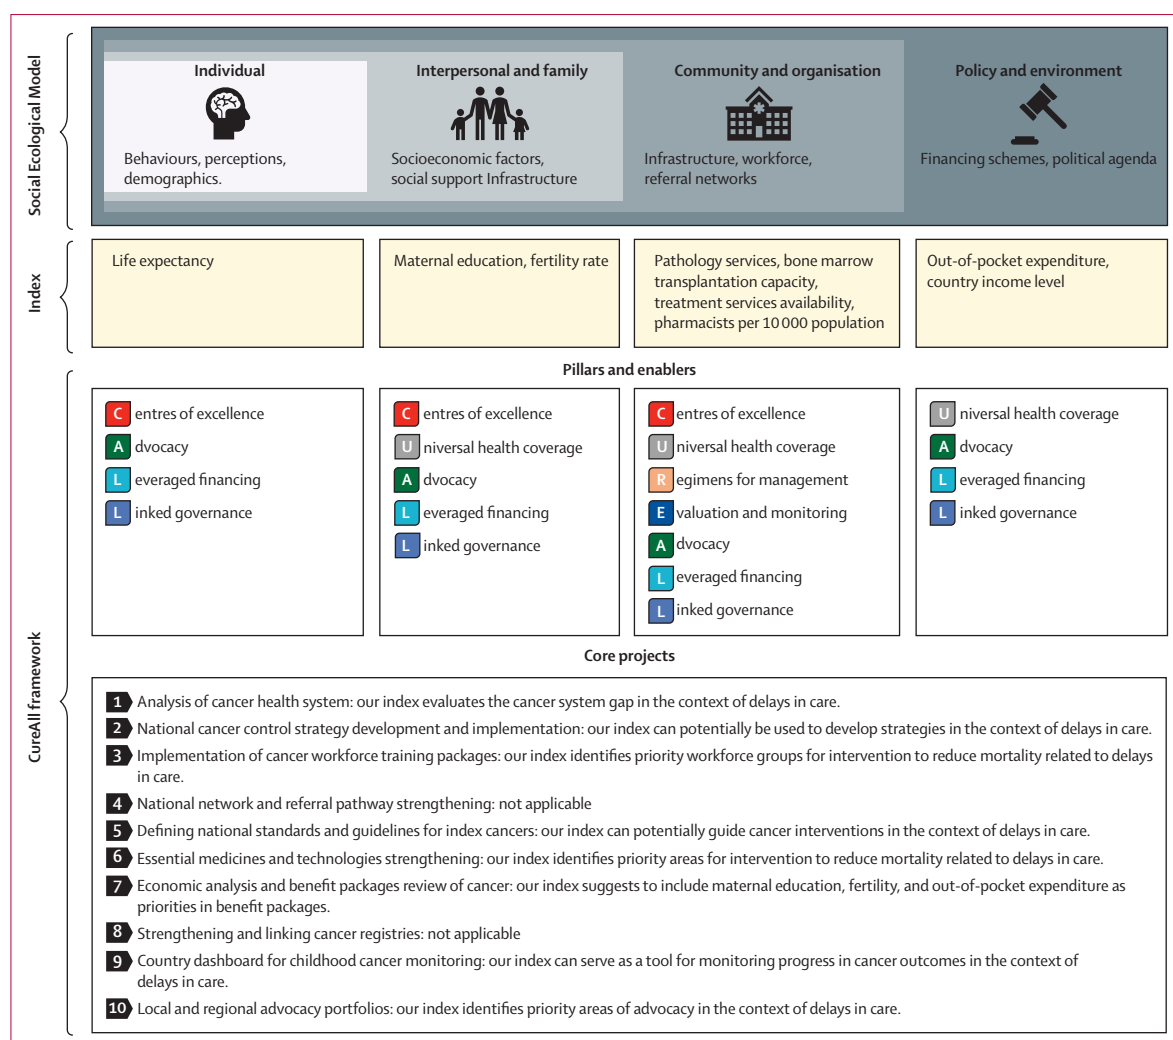 Social Ecological Model
Individual
Behaviours, perceptions,
demographics.
Interpersonal and family
Socioeconomic factors,
social support Infrastructure
Community and organisation
Infrastructure, workforce,
referral networks
Policy and environment
Financing schemes, political agenda
Index
Life expectancy
Maternal education, fertility rate
Pathology services, bone marrow
transplantation capacity,
treatment services availability,
pharmacists per 10 000 population
Out-of-pocket expenditure,
country income level
CureAll framework
Pillars and enablers
C entres of excellence
A dvocacy
L everaged financing
L inked governance
C entres of excellence
U niversal health coverage
A dvocacy
L everaged financing
L inked governance
C entres of excellence
U niversal health coverage
R egimens for management
E valuation and monitoring
A dvocacy
L everaged financing
L inked governance
U niversal health coverage
A dvocacy
L everaged financing
L inked governance
Core projects
1 Analysis of cancer health system: our index evaluates the cancer system gap in the context of delays in care.
2 National cancer control strategy development and implementation: our index can potentially be used to develop strategies in the context of delays in care.
3 Implementation of cancer workforce training packages: our index identifies priority workforce groups for intervention to reduce mortality related to delays
in care.
4 National network and referral pathway strengthening: not applicable
5 Defining national standards and guidelines for index cancers: our index can potentially guide cancer interventions in the context of delays in care.
6 Essential medicines and technologies strengthening: our index identifies priority areas for intervention to reduce mortality related to delays in care.
7 Economic analysis and benefit packages review of cancer: our index suggests to include maternal education, fertility, and out-of-pocket expenditure as
priorities in benefit packages.
8 Strengthening and linking cancer registries: not applicable
9 Country dashboard for childhood cancer monitoring: our index can serve as a tool for monitoring progress in cancer outcomes in the context of
delays in care.
10 Local and regional advocacy portfolios: our index identifies priority areas of advocacy in the context of delays in care.